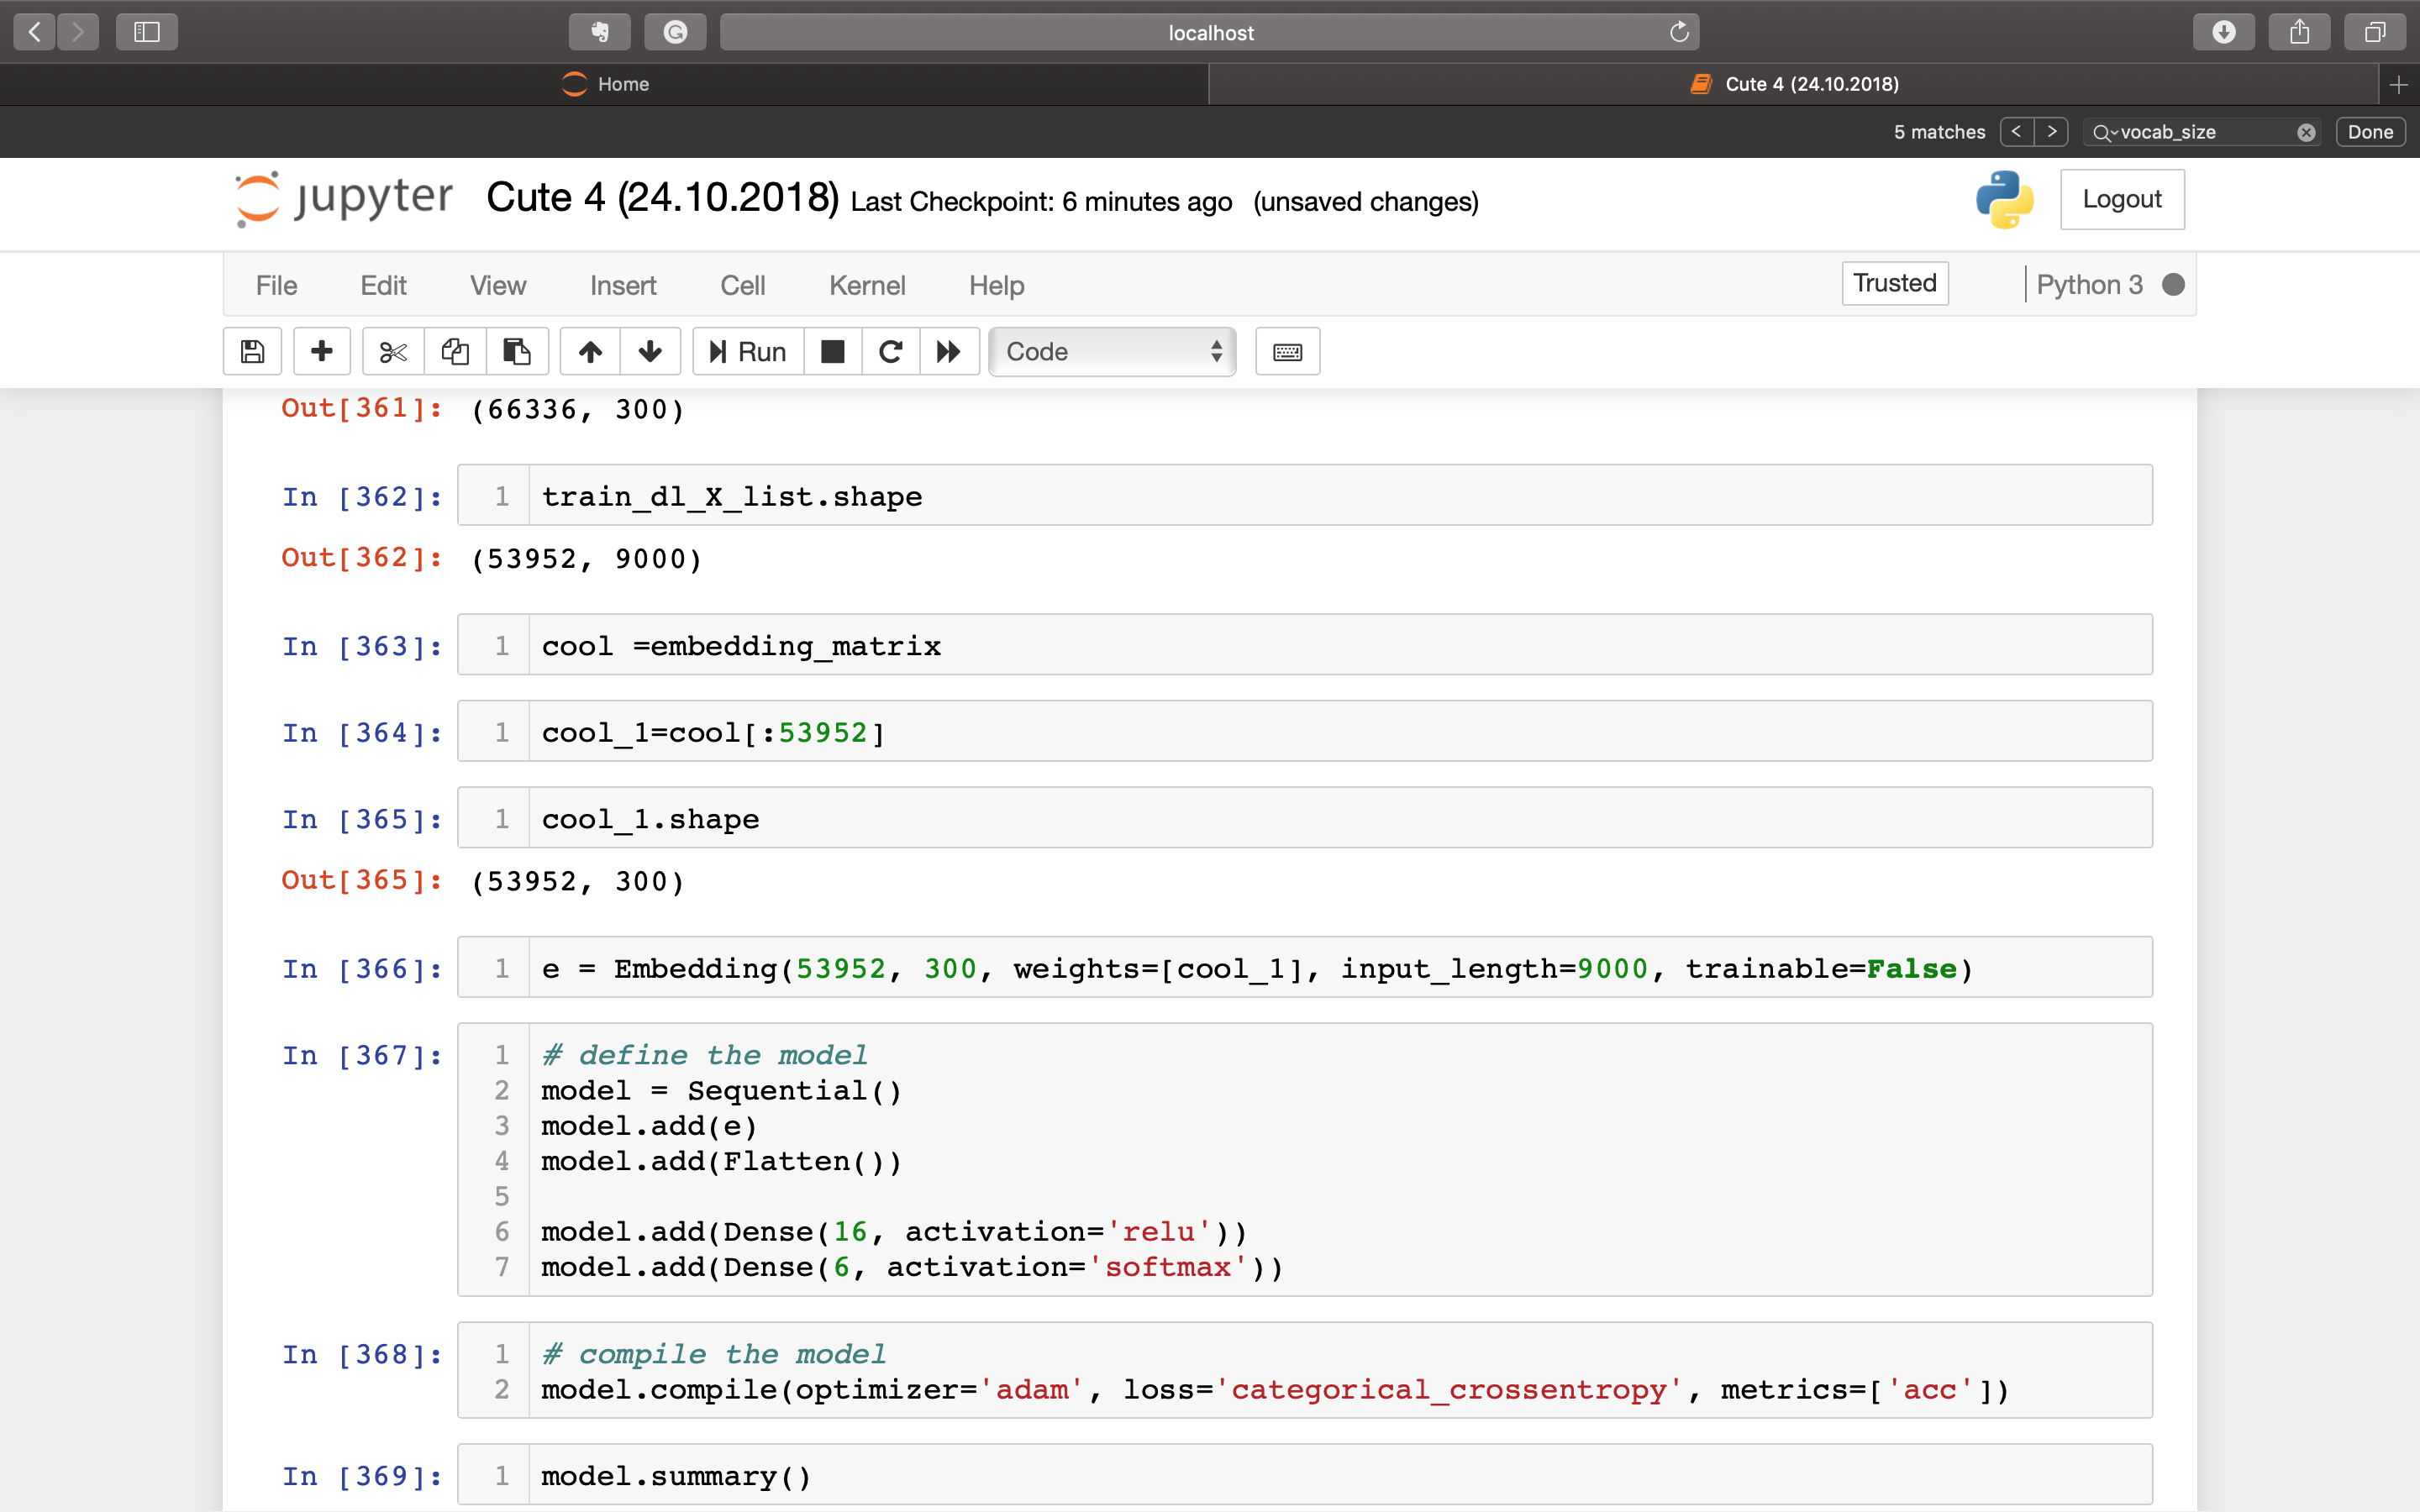 localhost
Home
Cute 4 (24.10.2018)
5 matches
vocab_size
Done
jupyter Cute 4 (24.10.2018) Last Checkpoint: 6 minutes ago (unsaved changes)
Logout
File Edit View Insert Cell Kernel Help
Trusted
Python 3
Run
Code
Out[361]: (66336, 300)
In [362]: 1 train_dl_X_list.shape
Out[362]: (53952, 9000)
In [363]: 1 cool =embedding_matrix
In [364]: 1 cool_1=cool[:53952]
In [365]: 1 cool_1.shape
Out[365]: (53952, 300)
In [366]: 1 e = Embedding(53952, 300, weights=[cool_1], input_length=9000, trainable=False)
In [367]: 1 # define the model
2 model = Sequential()
3 model.add(e)
4 model.add(Flatten())
5
6 model.add(Dense(16, activation='relu'))
7 model.add(Dense(6, activation='softmax'))
In [368]: 1 # compile the model
2 model.compile(optimizer='adam', loss='categorical_crossentropy', metrics=['acc'])
In [369]: 1 model.summary()